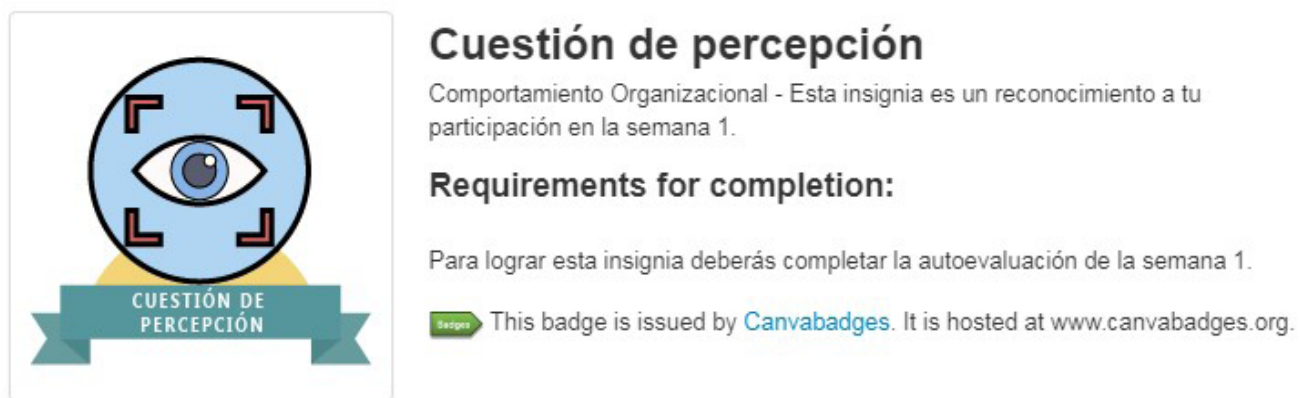 CUESTIÓN DE
PERCEPCIÓN
Cuestión de percepción
Comportamiento Organizacional - Esta insignia es un reconocimiento a tu
participación en la semana 1.
Requirements for completion:
Para lograr esta insignia deberás completar la autoevaluación de la semana 1.
Badges This badge is issued by Canvabadges. It is hosted at www.canvabadges.org.